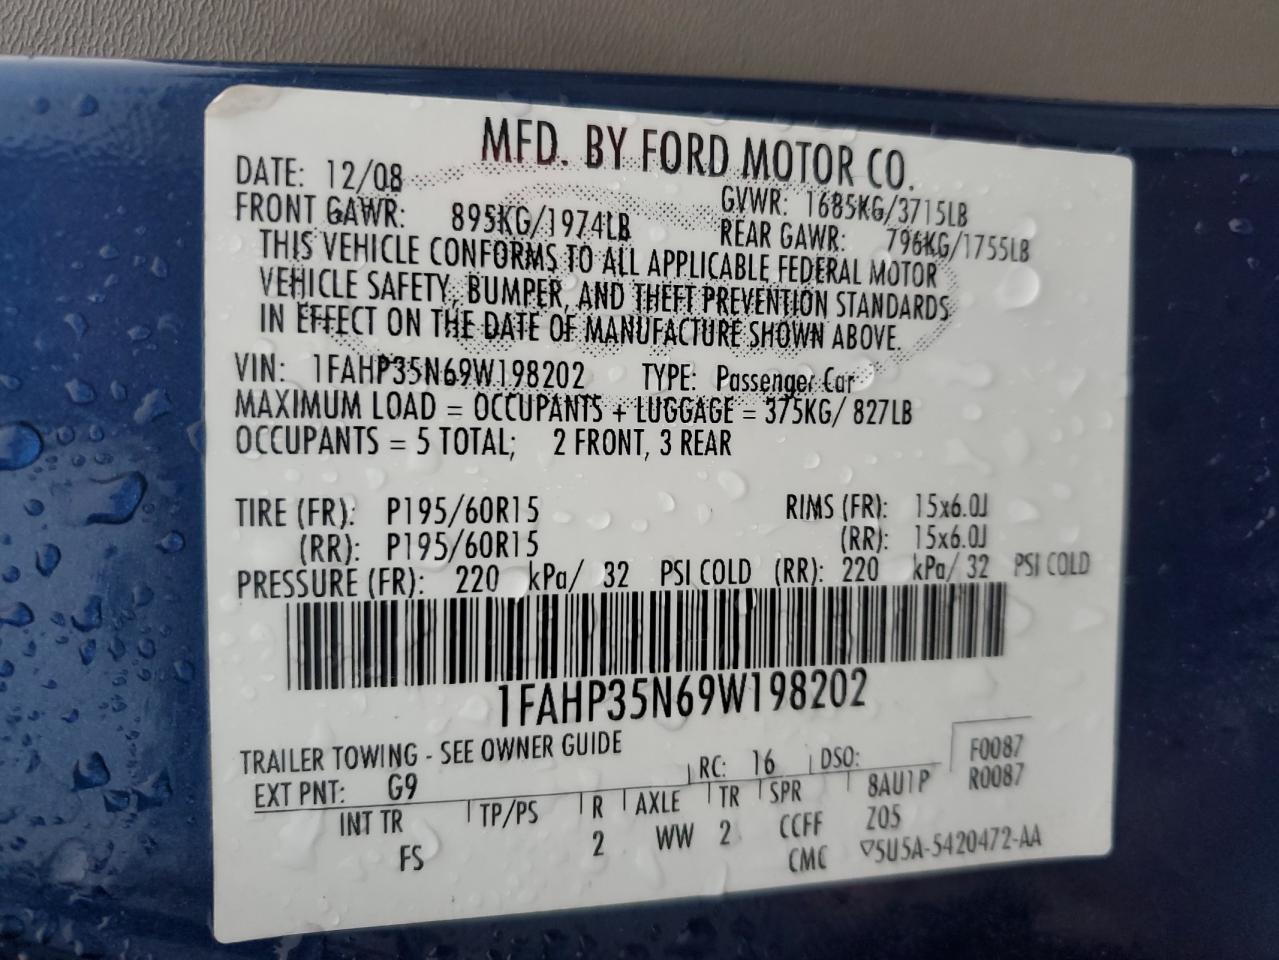 MFD. BY FORD MOTOR CO.
DATE: 12/08 GVWR: 1685KG/3715LB
FRONT GAWR: 895KG/1974LB REAR GAWR: 796KG/1755LB
THIS VEHICLE CONFORMS TO ALL APPLICABLE FEDERAL MOTOR
VEHICLE SAFETY, BUMPER, AND THEFT PREVENTION STANDARDS
IN EFFECT ON THE DATE OF MANUFACTURE SHOWN ABOVE.
VIN: 1FAHP35N69W198202 TYPE: Passenger Car
MAXIMUM LOAD = OCCUPANTS + LUGGAGE = 375KG/ 827LB
OCCUPANTS = 5 TOTAL; 2 FRONT, 3 REAR
TIRE (FR): P195/60R15 RIMS (FR): 15x6.0J
(RR): P195/60R15 (RR): 15x6.0J
PRESSURE (FR): 220 kPa/ 32 PSI COLD (RR): 220 kPa/ 32 PSI COLD
1FAHP35N69W198202
TRAILER TOWING - SEE OWNER GUIDE
EXT PNT: G9 RC: 16 DSO: F0087
R0087
INT TR TP/PS R AXLE TR SPR 8AU1P
FS 2 WW 2 CCFF Z05
CMC ▽5U5A-5420472-AA